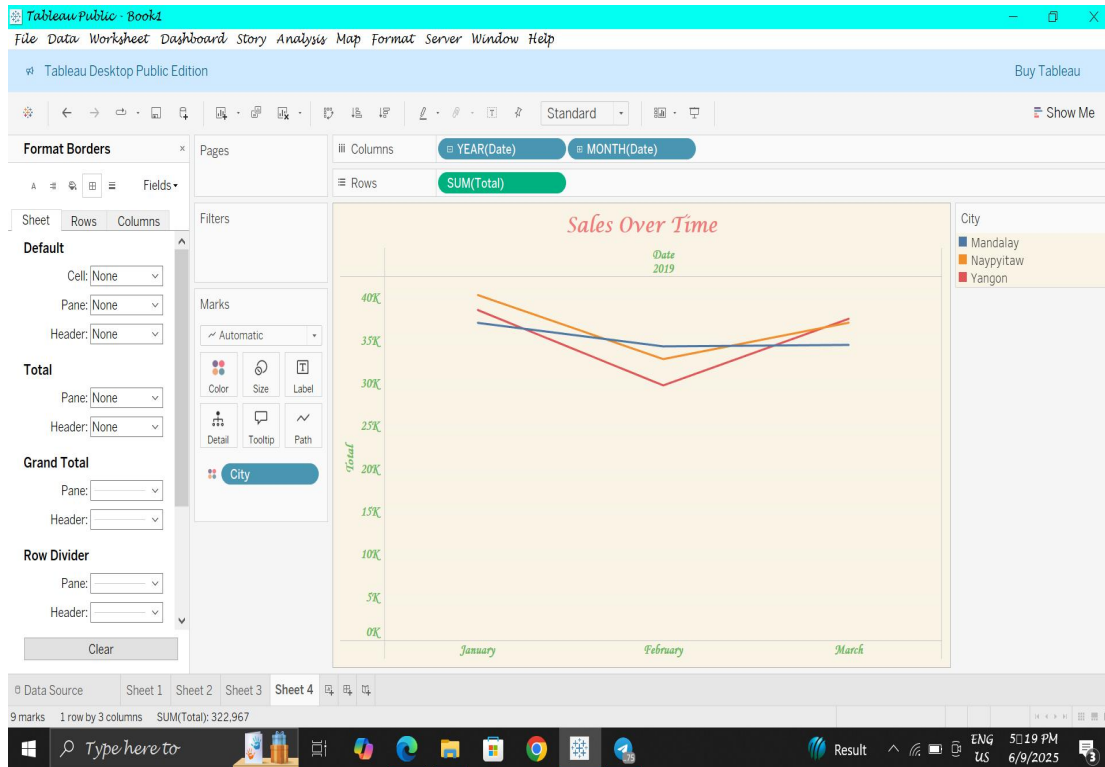 Tableau Public - Book1
File Data Worksheet Dashboard Story Analysis Map Format Server Window Help
Tableau Desktop Public Edition Buy Tableau
Standard Show Me
Format Borders
Fields
Sheet Rows Columns
Default
Cell: None
Pane: None
Header: None
Total
Pane: None
Header: None
Grand Total
Pane:
Header:
Row Divider
Pane:
Header:
Clear
Pages
Filters
Marks
Automatic
Color Size Label
Detail Tooltip Path
City
Columns YEAR(Date) MONTH(Date)
Rows SUM(Total)
Sales Over Time
Date
2019
40K
35K
30K
25K
20K
15K
10K
5K
0K
Total
January February March
City
Mandalay
Naypyitaw
Yangon
Data Source Sheet 1 Sheet 2 Sheet 3 Sheet 4
9 marks 1 row by 3 columns SUM(Total): 322,967
Type here to
75
Result
ENG
US
5▯19 PM
6/9/2025
3